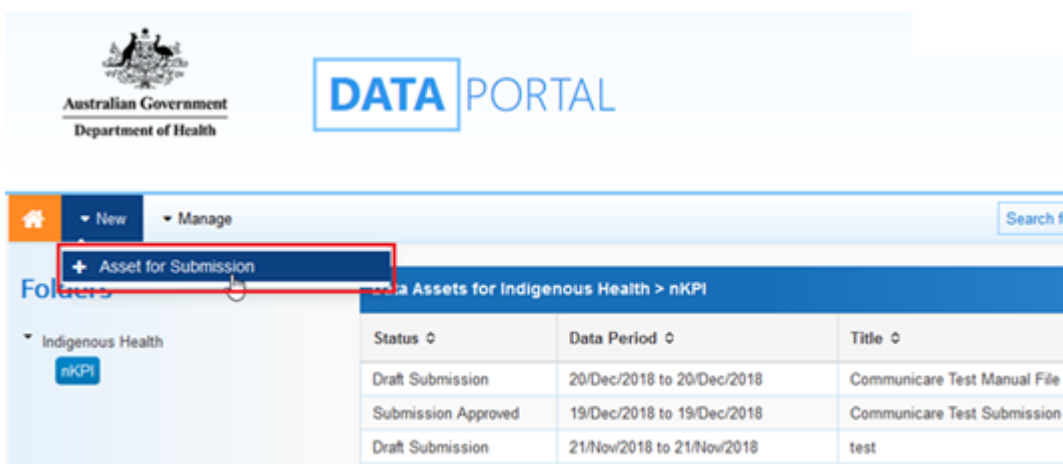 Australian Government
Department of Health
DATA PORTAL
New
Manage
Search f
+ Asset for Submission
Folders
Data Assets for Indigenous Health > nKPI
Indigenous Health
nKPI
Status Data Period Title
Draft Submission 20/Dec/2018 to 20/Dec/2018 Communicare Test Manual File
Submission Approved 19/Dec/2018 to 19/Dec/2018 Communicare Test Submission
Draft Submission 21/Nov/2018 to 21/Nov/2018 test